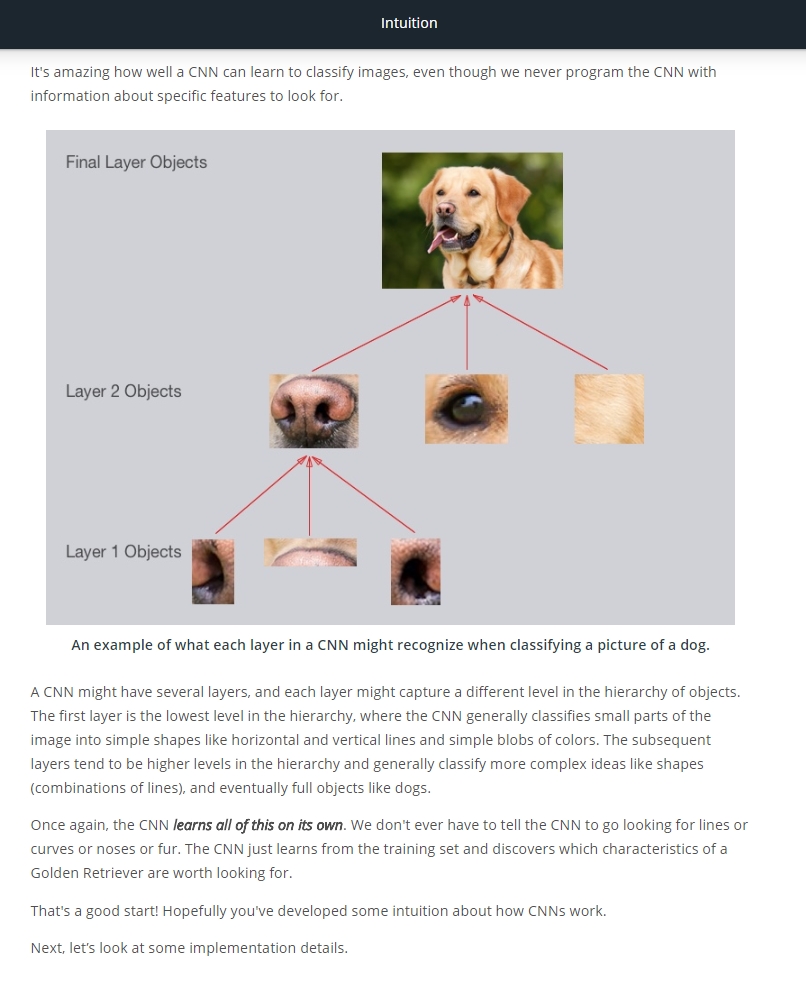 Intuition
It's amazing how well a CNN can learn to classify images, even though we never program the CNN with
information about specific features to look for.
Final Layer Objects
Layer 2 Objects
Layer 1 Objects
An example of what each layer in a CNN might recognize when classifying a picture of a dog.
A CNN might have several layers, and each layer might capture a different level in the hierarchy of objects.
The first layer is the lowest level in the hierarchy, where the CNN generally classifies small parts of the
image into simple shapes like horizontal and vertical lines and simple blobs of colors. The subsequent
layers tend to be higher levels in the hierarchy and generally classify more complex ideas like shapes
(combinations of lines), and eventually full objects like dogs.
Once again, the CNN learns all of this on its own. We don't ever have to tell the CNN to go looking for lines or
curves or noses or fur. The CNN just learns from the training set and discovers which characteristics of a
Golden Retriever are worth looking for.
That's a good start! Hopefully you've developed some intuition about how CNNs work.
Next, let’s look at some implementation details.